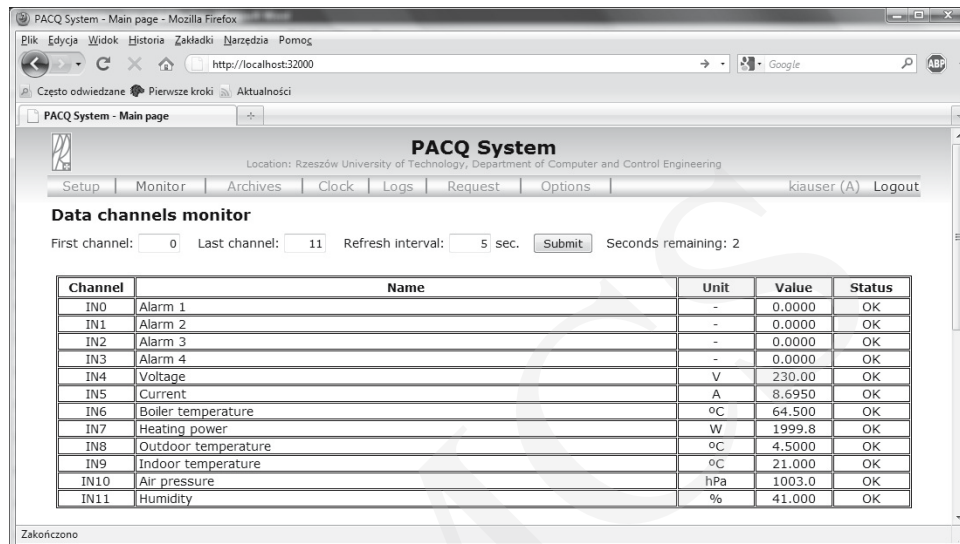 PACQ System - Main page - Mozilla Firefox
Plik Edycja Widok Historia Zakładki Narzędzia Pomoc
http://localhost:32000 Google ABP
Często odwiedzane Pierwsze kroki Aktualności
PACQ System - Main page
PACQ System
Location: Rzeszów University of Technology, Department of Computer and Control Engineering
Setup | Monitor | Archives | Clock | Logs | Request | Options | kiauser (A) Logout
Data channels monitor
First channel: 0 Last channel: 11 Refresh interval: 5 sec. Submit Seconds remaining: 2
Channel Name Unit Value Status
IN0 Alarm 1 - 0.0000 OK
IN1 Alarm 2 - 0.0000 OK
IN2 Alarm 3 - 0.0000 OK
IN3 Alarm 4 - 0.0000 OK
IN4 Voltage V 230.00 OK
IN5 Current A 8.6950 OK
IN6 Boiler temperature ºC 64.500 OK
IN7 Heating power W 1999.8 OK
IN8 Outdoor temperature ºC 4.5000 OK
IN9 Indoor temperature ºC 21.000 OK
IN10 Air pressure hPa 1003.0 OK
IN11 Humidity % 41.000 OK
Zakończono